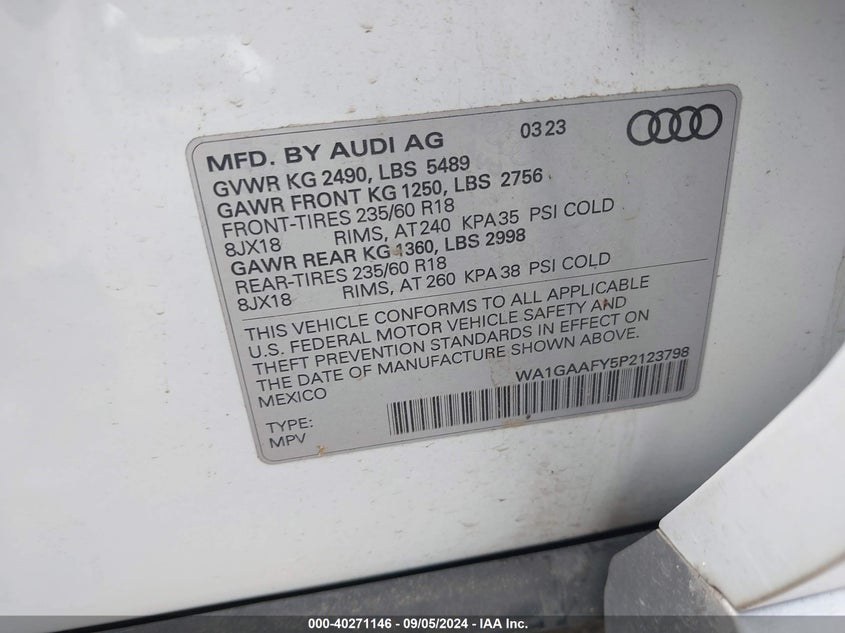 MFD. BY AUDI AG 0323
GVWR KG 2490, LBS 5489
GAWR FRONT KG 1250, LBS 2756
FRONT-TIRES 235/60 R18
8JX18 RIMS, AT 240 KPA 35 PSI COLD
GAWR REAR KG 1360, LBS 2998
REAR-TIRES 235/60 R18
8JX18 RIMS, AT 260 KPA 38 PSI COLD
THIS VEHICLE CONFORMS TO ALL APPLICABLE
U.S. FEDERAL MOTOR VEHICLE SAFETY AND
THEFT PREVENTION STANDARDS IN EFFECT ON
THE DATE OF MANUFACTURE SHOWN ABOVE.
MEXICO WA1GAAFY5P2123798
TYPE:
MPV
000-40271146 - 09/05/2024 - IAA Inc.